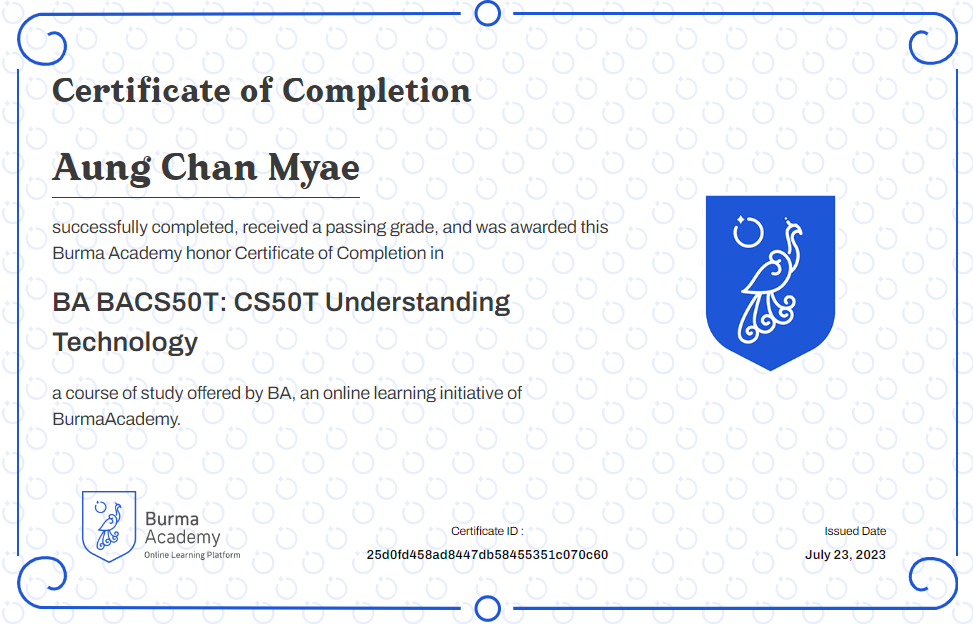 Certificate of Completion
Aung Chan Myae
successfully completed, received a passing grade, and was awarded this
Burma Academy honor Certificate of Completion in
BA BACS50T: CS50T Understanding
Technology
a course of study offered by BA, an online learning initiative of
BurmaAcademy.
Burma
Academy
Online Learning Platform
Certificate ID :
25d0fd458ad8447db58455351c070c60
Issued Date
July 23, 2023